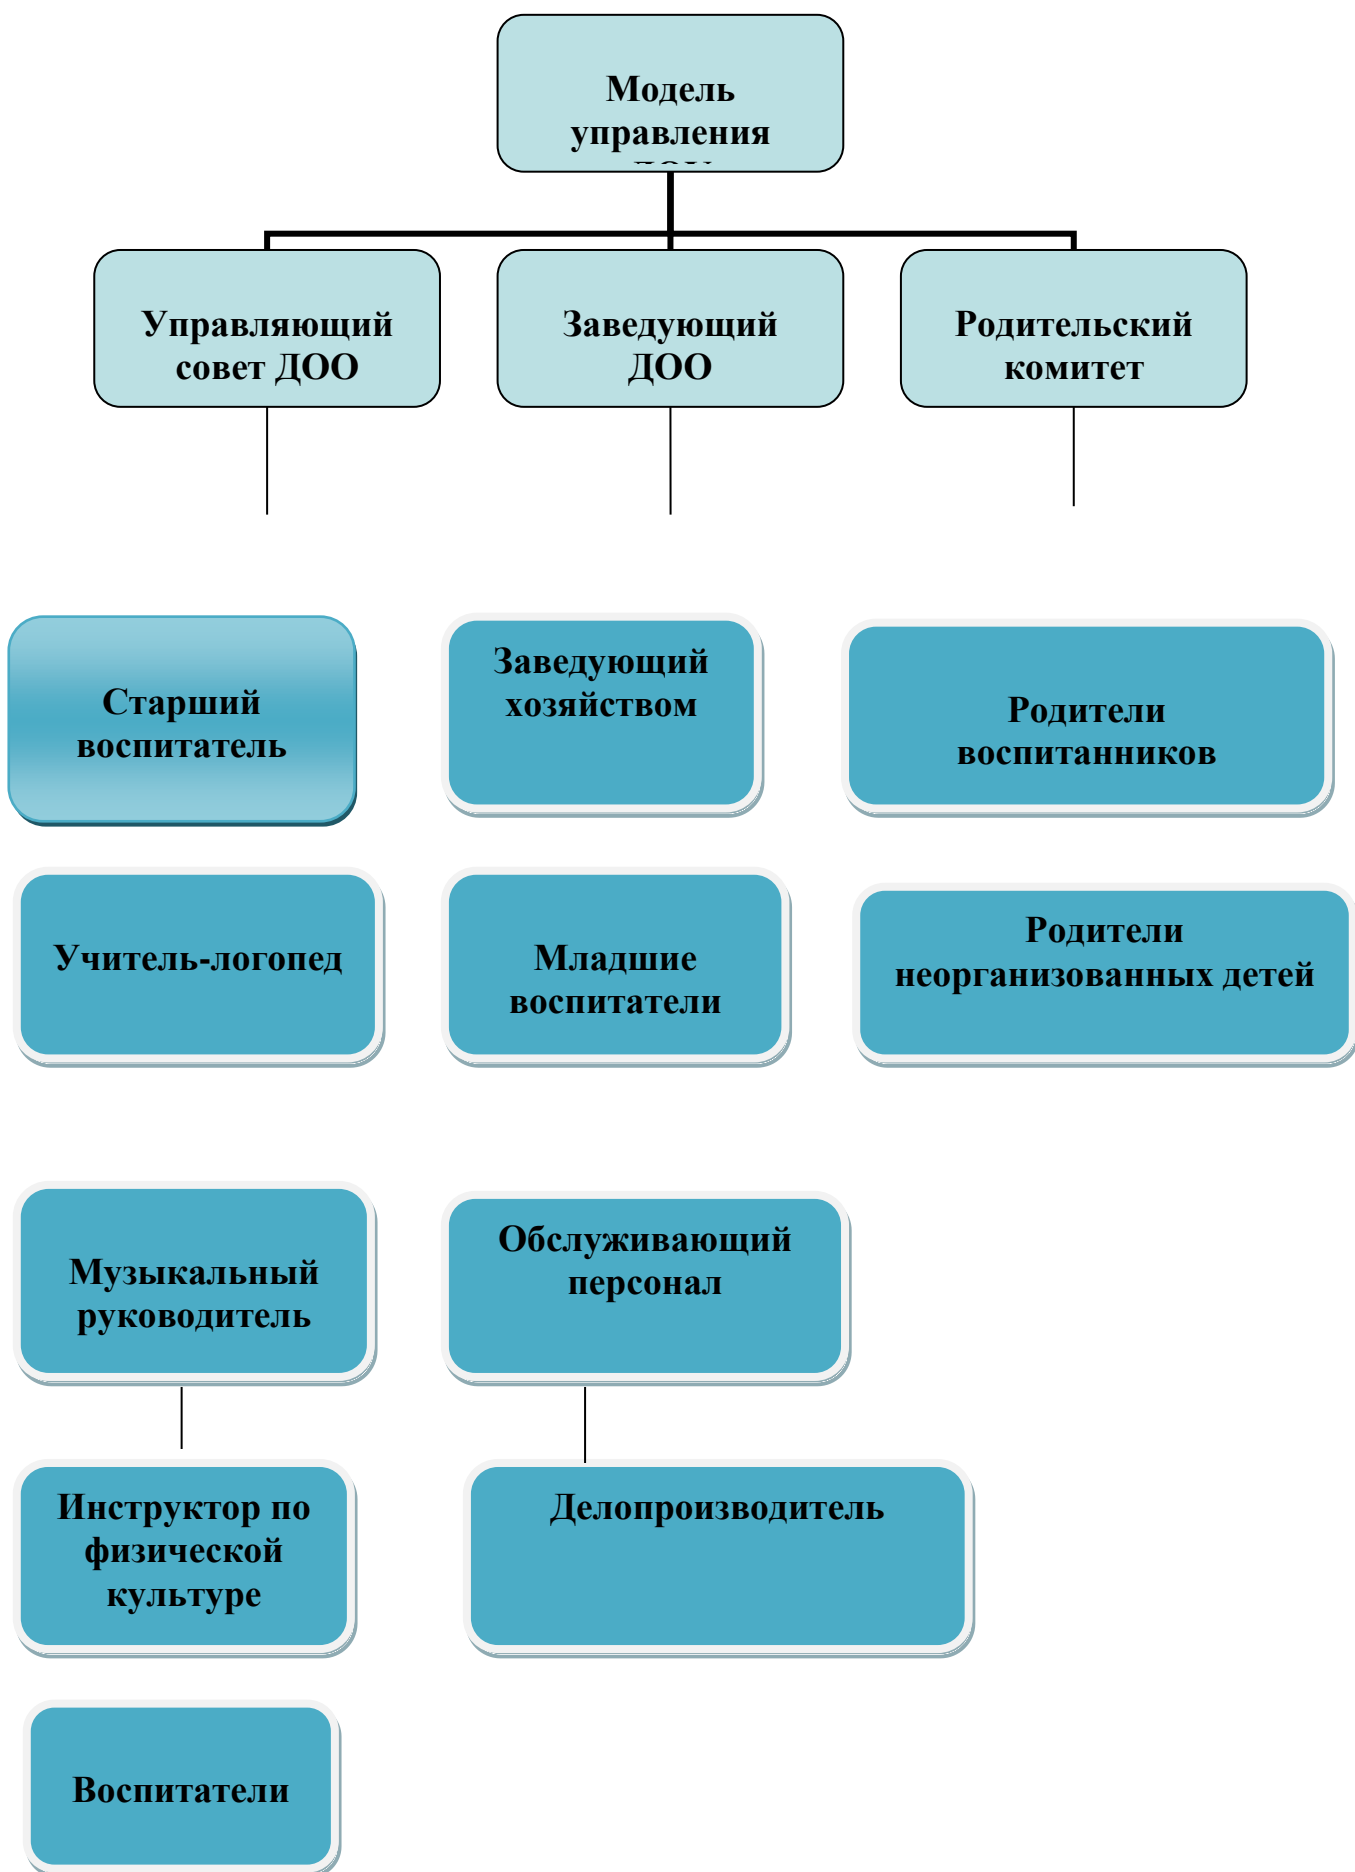 Модель
управления
Управляющий
совет ДОО
Заведующий
ДОО
Родительский
комитет
Старший
воспитатель
Заведующий
хозяйством
Родители
воспитанников
Учитель-логопед
Младшие
воспитатели
Родители
неорганизованных детей
Музыкальный
руководитель
Обслуживающий
персонал
Инструктор по
физической
культуре
Делопроизводитель
Воспитатели